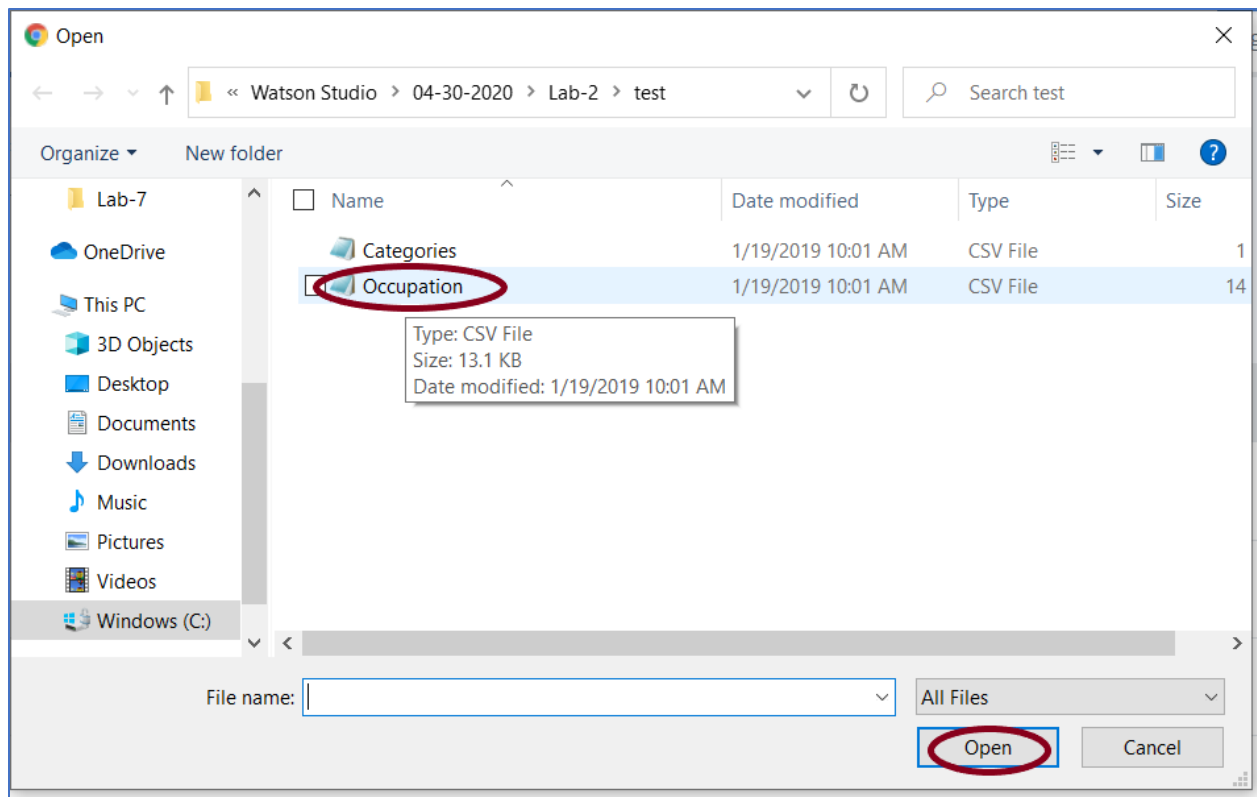 Open
« Watson Studio > 04-30-2020 > Lab-2 > test
Search test
Organize New folder
?
Lab-7
OneDrive
This PC
3D Objects
Desktop
Documents
Downloads
Music
Pictures
Videos
Windows (C:)
Name Date modified Type Size
Categories 1/19/2019 10:01 AM CSV File 1
Occupation 1/19/2019 10:01 AM CSV File 14
Type: CSV File
Size: 13.1 KB
Date modified: 1/19/2019 10:01 AM
File name: All Files
Open Cancel